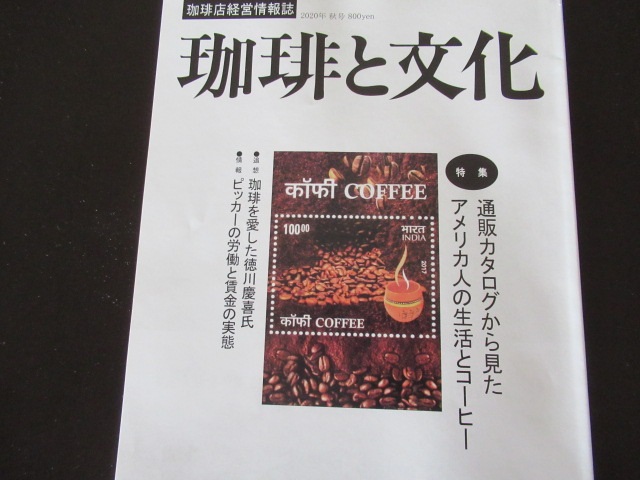 珈琲店経営情報誌
2020年 秋号 800yen
珈琲と文化
特集
通販カタログから見た
アメリカ人の生活とコーヒー
कॉफी COFFEE
100.00
भारत
INDIA
2017
कॉफी COFFEE
●追想 珈琲を愛した徳川慶喜氏
●情報 ピッカーの労働と賃金の実態